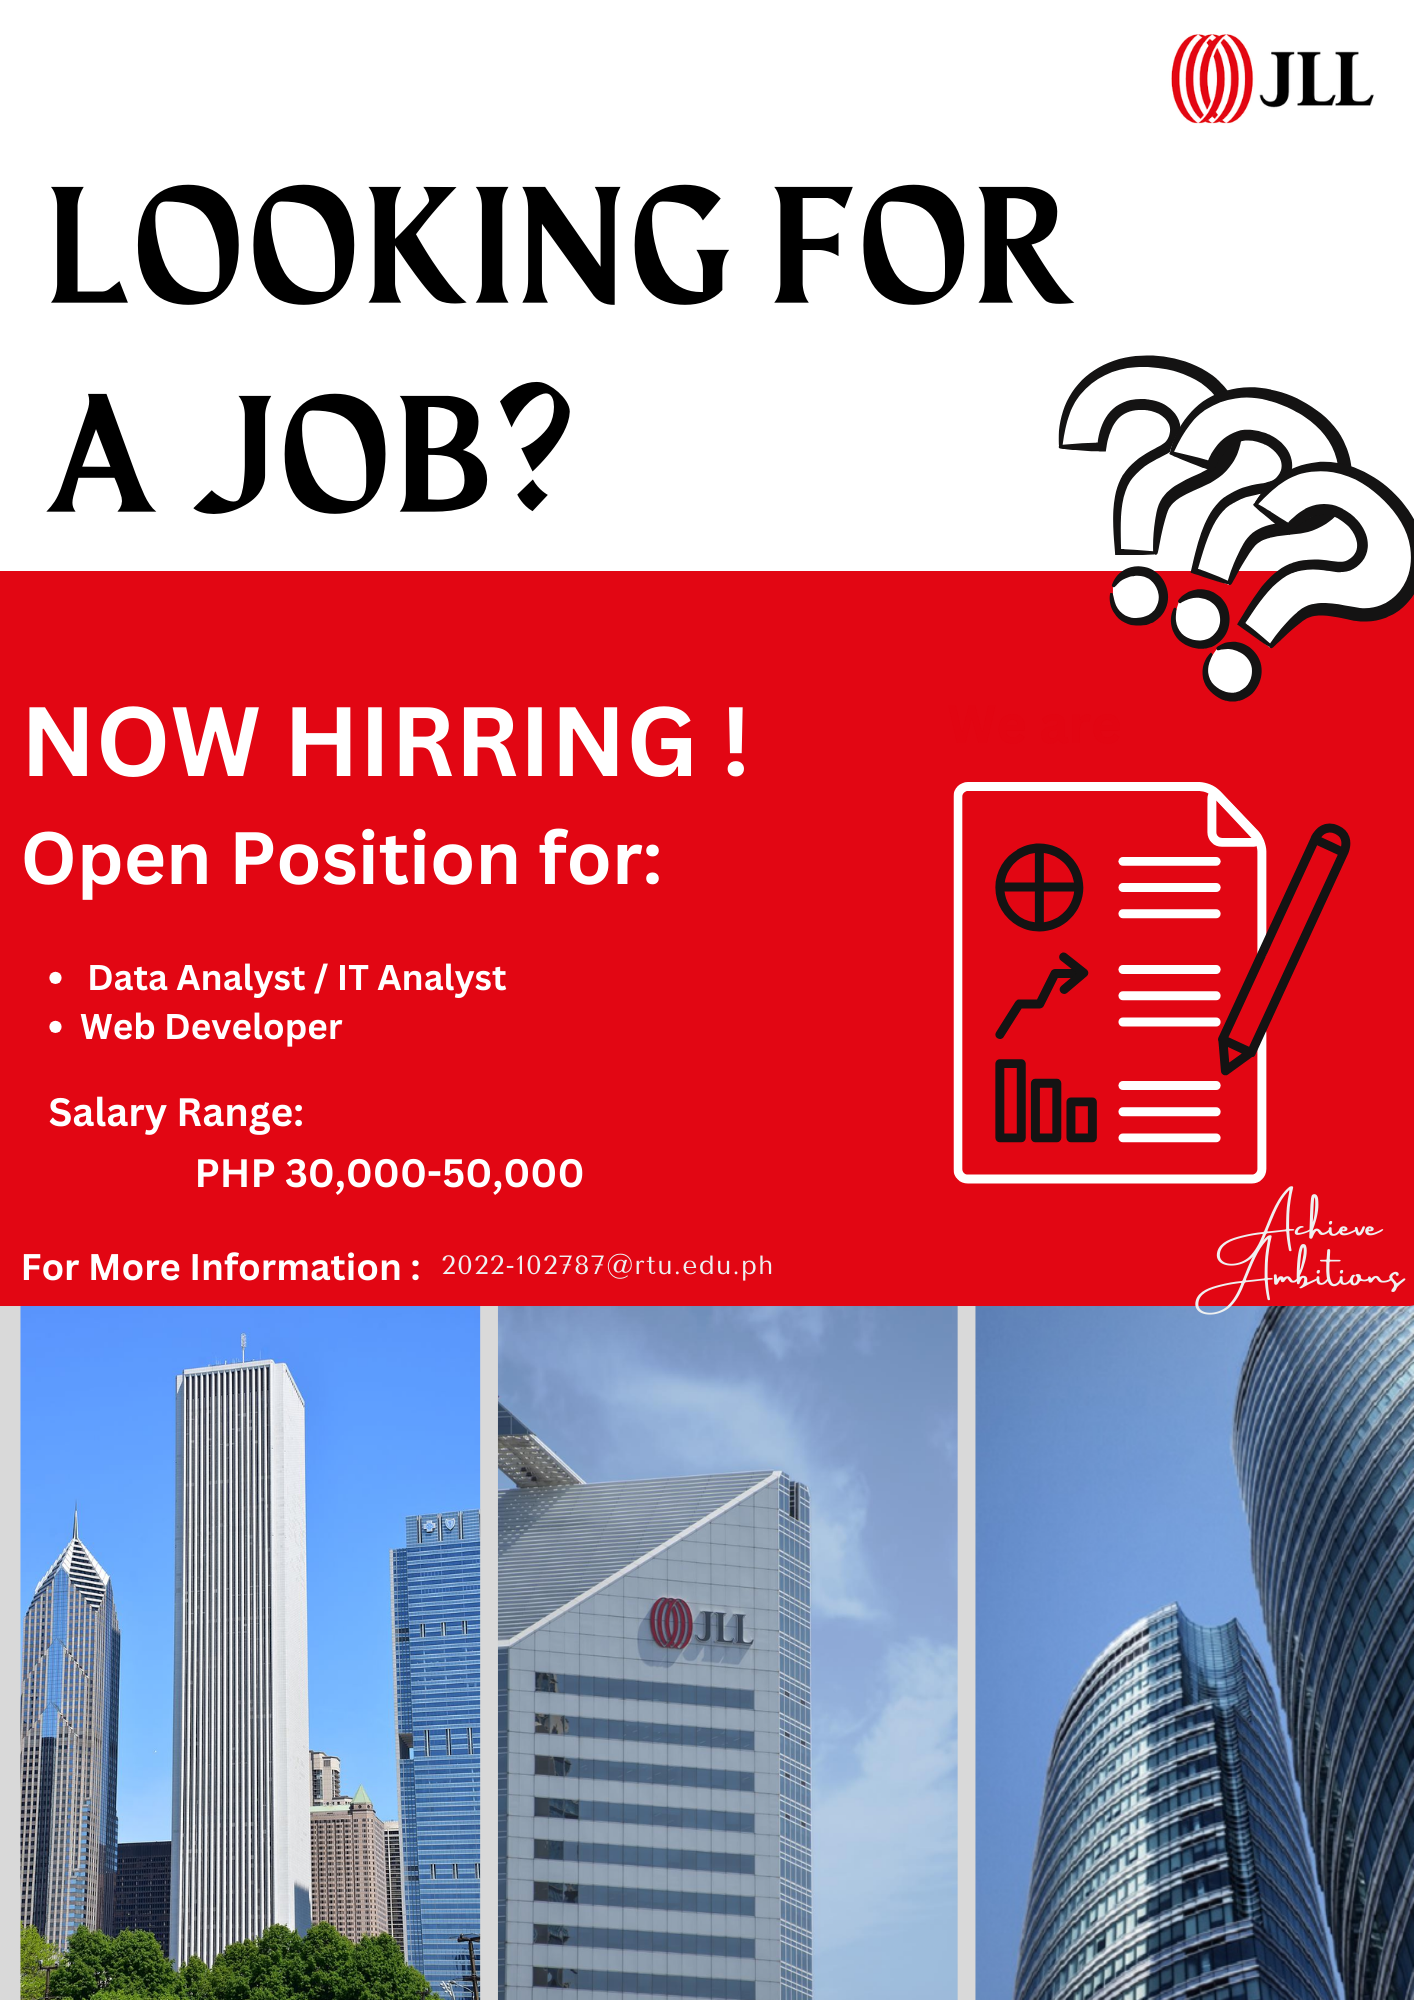 JLL
LOOKING FOR
A JOB?
NOW HIRRING !
Open Position for:
• Data Analyst / IT Analyst
• Web Developer
Salary Range:
PHP 30,000-50,000
For More Information : 2022-102787@rtu.edu.ph
Achieve
Ambitions
JLL